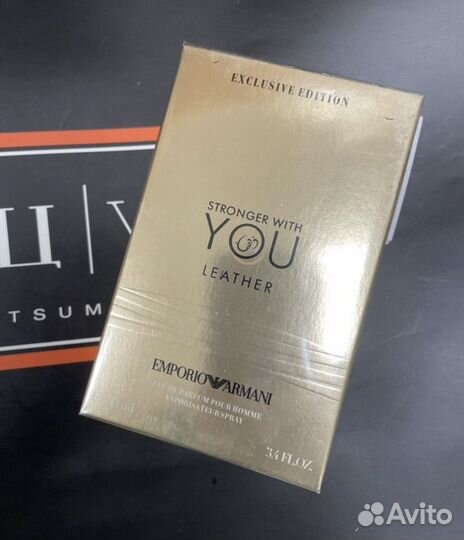 EXCLUSIVE EDITION
STRONGER WITH
YOU
LEATHER
EMPORIO ARMANI
EAU DE PARFUM POUR HOMME
VAPORISATEUR SPRAY
3.4 FL.OZ.
Ц
TSUM
Avito